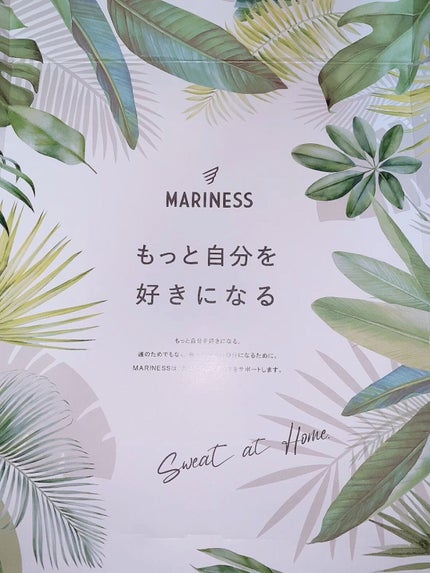 MARINESS
もっと自分を
好きになる
もっと自分を好きになる。
誰のためでもな
になるために。
MARINESSは
をサポートします。
Sweat at Home.